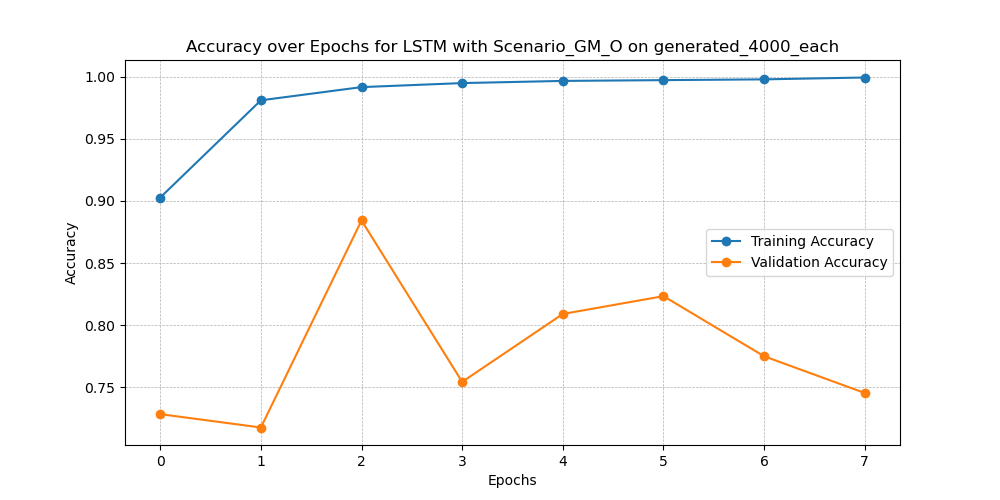 Accuracy over Epochs for LSTM with Scenario_GM_O on generated_4000_each
1.00
0.95
0.90
0.85
0.80
0.75
Accuracy
Training Accuracy
Validation Accuracy
0 1 2 3 4 5 6 7
Epochs